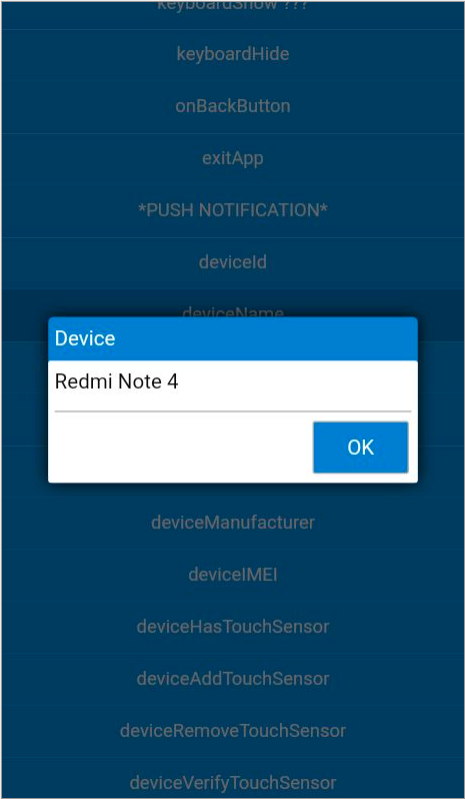 keyboardShow ???
keyboardHide
onBackButton
exitApp
*PUSH NOTIFICATION*
deviceId
deviceName
Device
Redmi Note 4
OK
deviceManufacturer
deviceIMEI
deviceHasTouchSensor
deviceAddTouchSensor
deviceRemoveTouchSensor
deviceVerifyTouchSensor